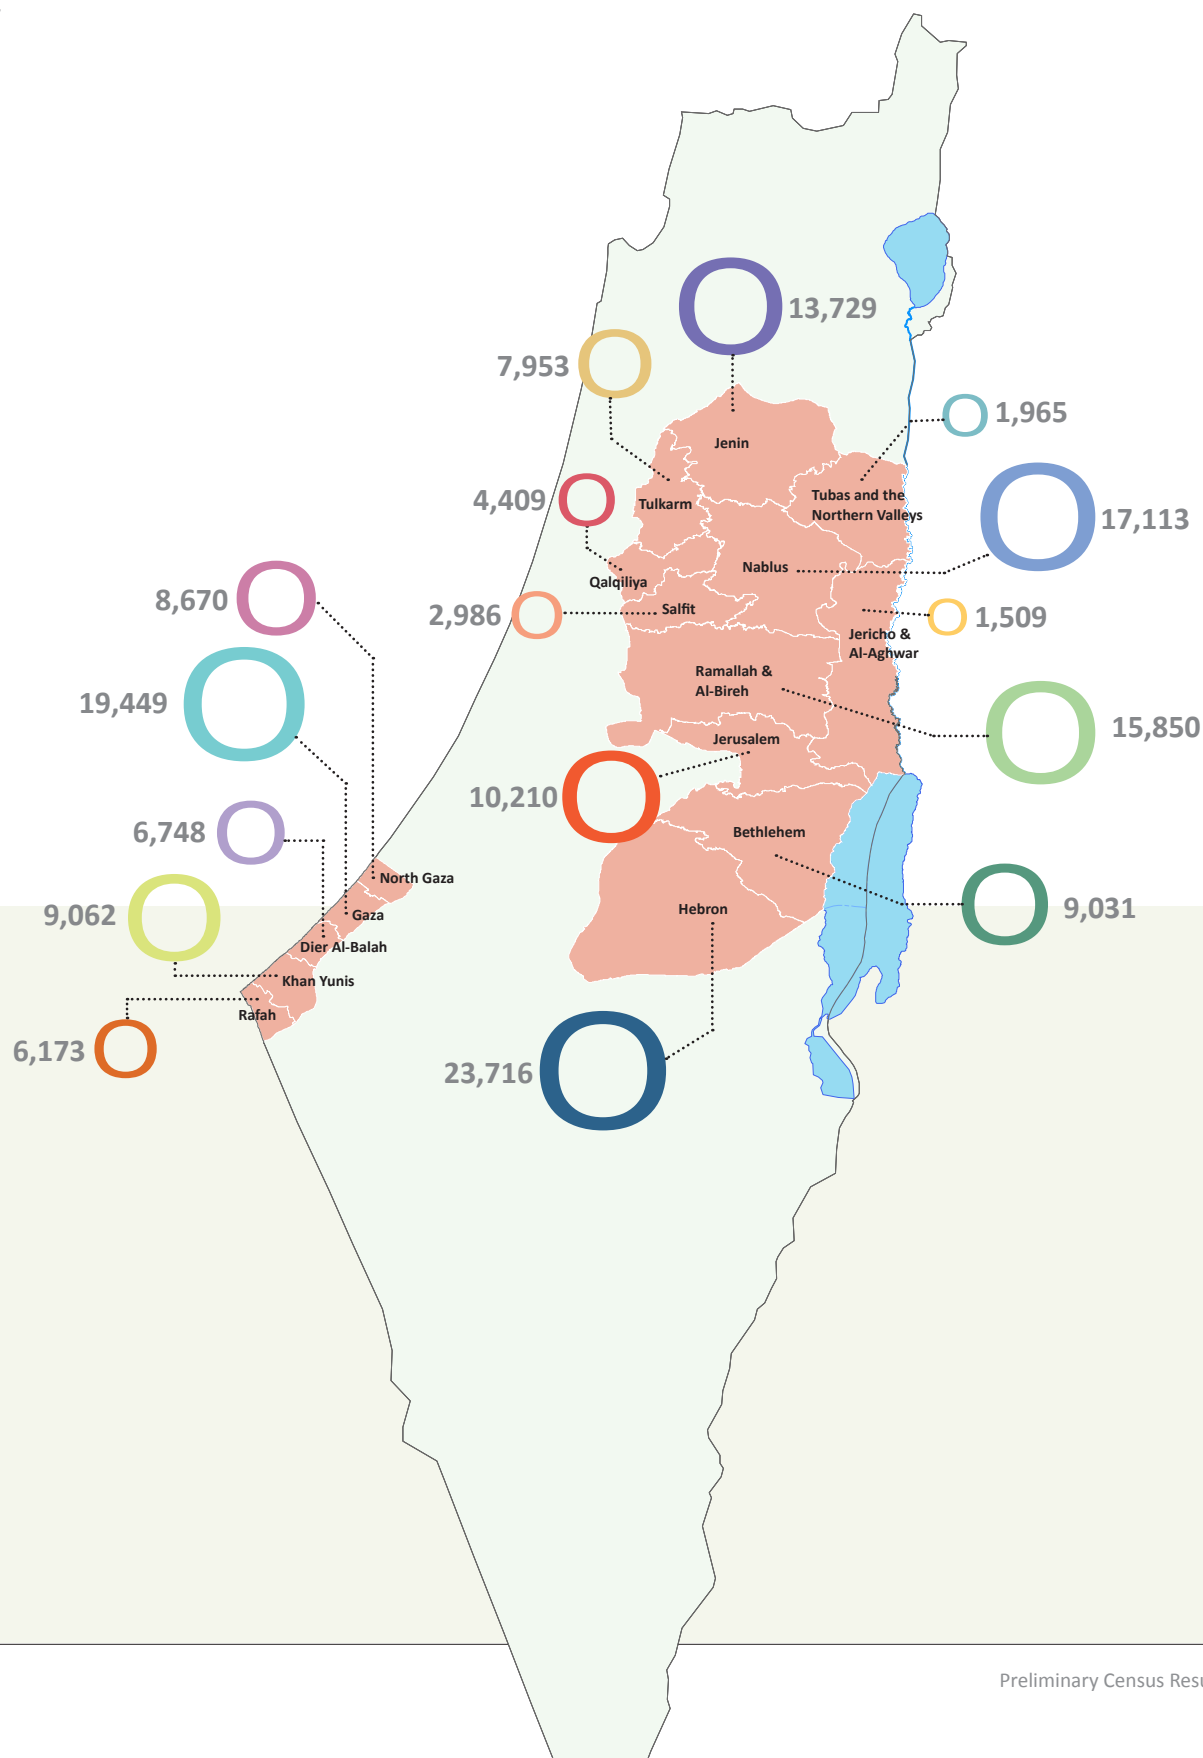 13,729
7,953
1,965
Jenin
4,409
Tulkarm
Tubas and the
Northern Valleys
17,113
Nablus
Qalqiliya
8,670
2,986
Salfit
1,509
Jericho &
Al-Aghwar
Ramallah &
Al-Bireh
19,449
15,850
Jerusalem
10,210
6,748
Bethlehem
North Gaza
9,062
Gaza
Hebron
9,031
Dier Al-Balah
Khan Yunis
Rafah
6,173
23,716
Preliminary Census Resu